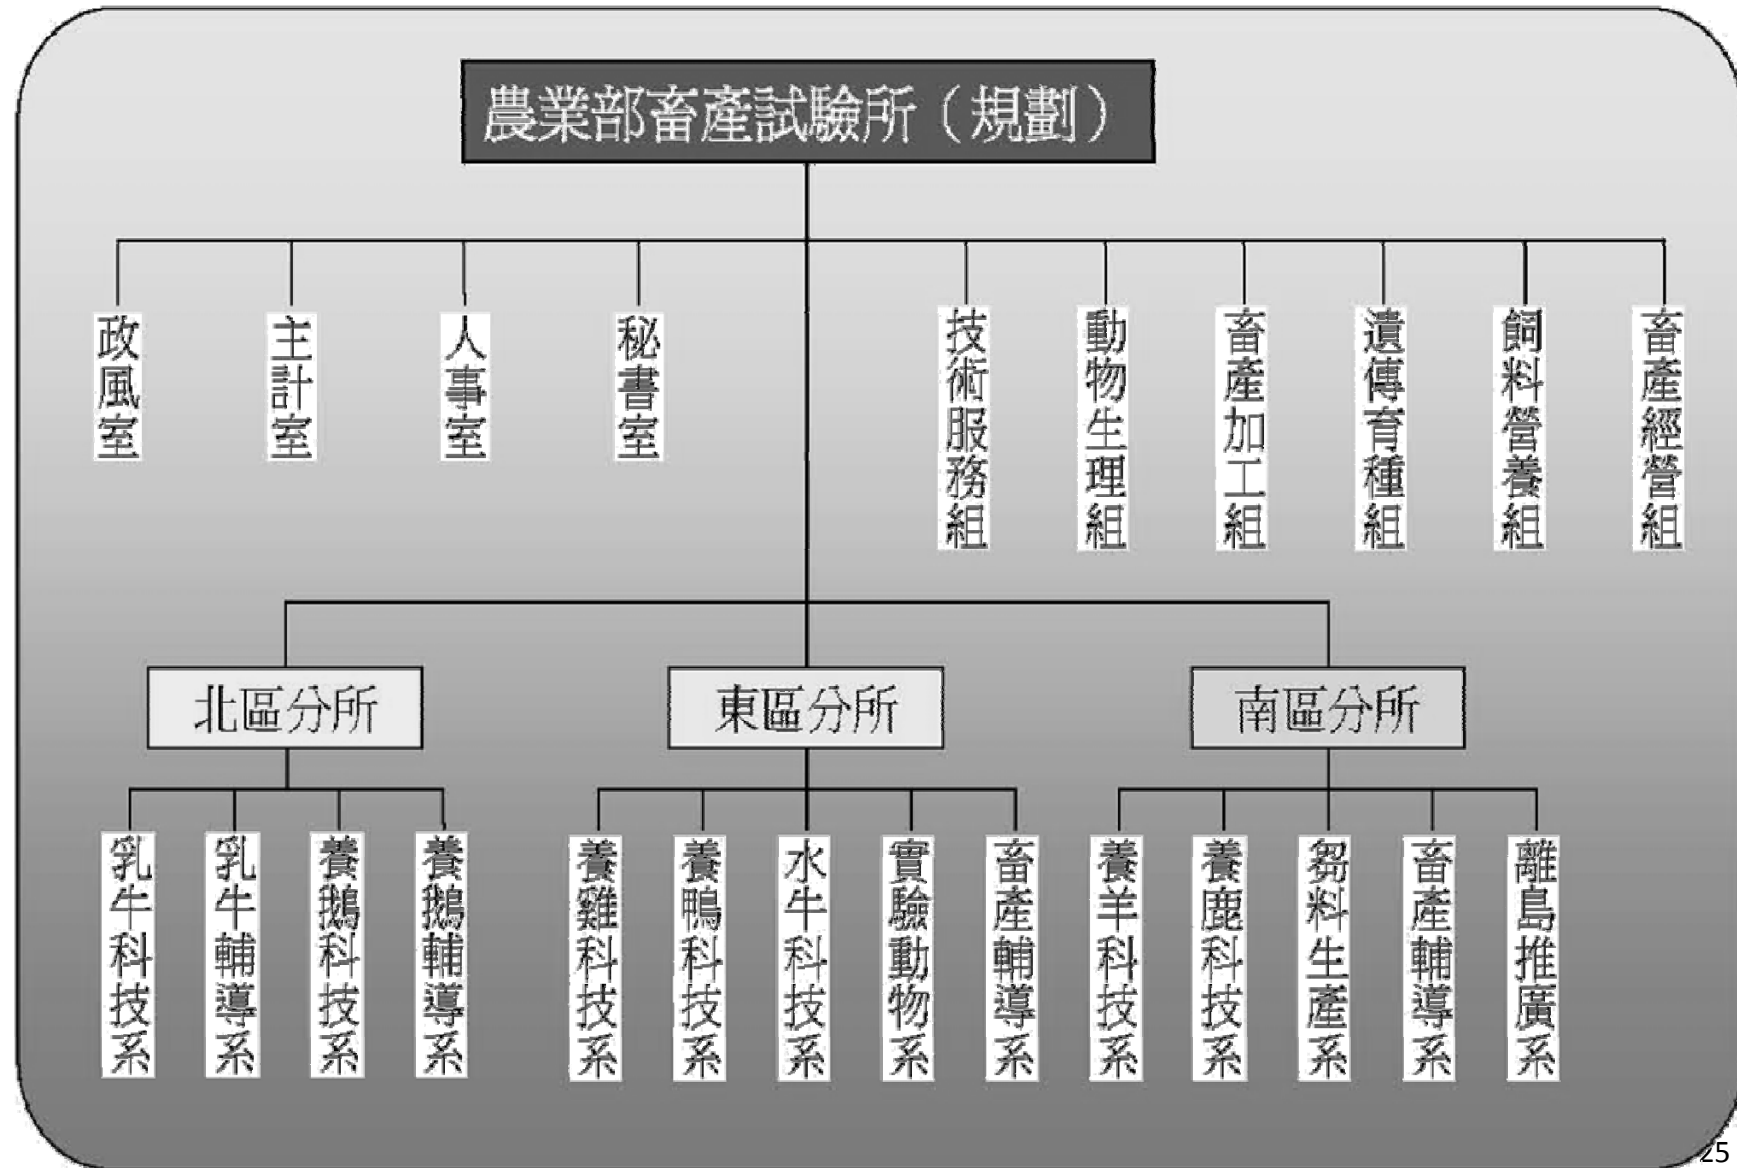 農業部畜產試驗所（規劃）
政風室
主計室
人事室
秘書室
技術服務組
動物生理組
畜產加工組
遺傳育種組
飼料營養組
畜產經營組
北區分所
東區分所
南區分所
乳牛科技系
乳牛輔導系
養鵝科技系
養鵝輔導系
養雞科技系
養鴨科技系
水牛科技系
實驗動物系
畜產輔導系
養羊科技系
養鹿科技系
芻料生產系
畜產輔導系
離島推廣系
25